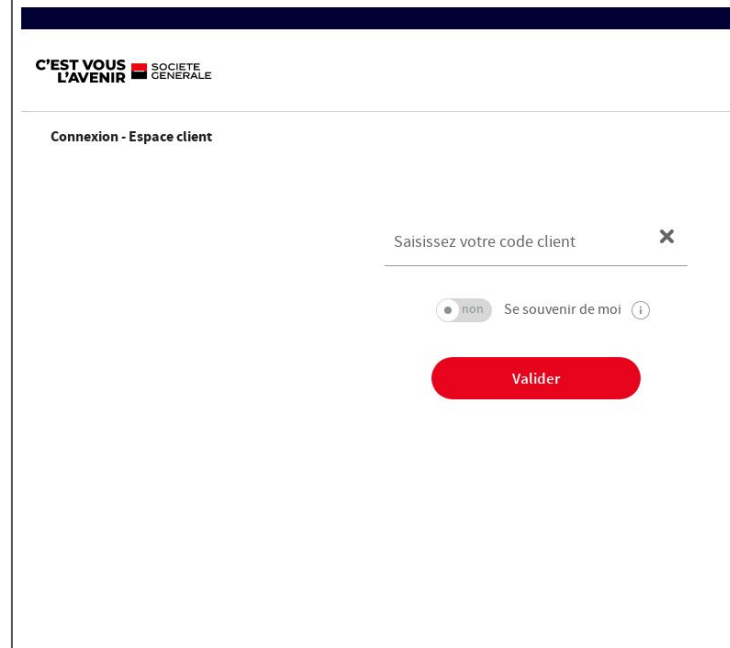 C'EST VOUS
L'AVENIR
SOCIETE
GENERALE
Connexion - Espace client
Saisissez votre code client
non
Se souvenir de moi
Valider